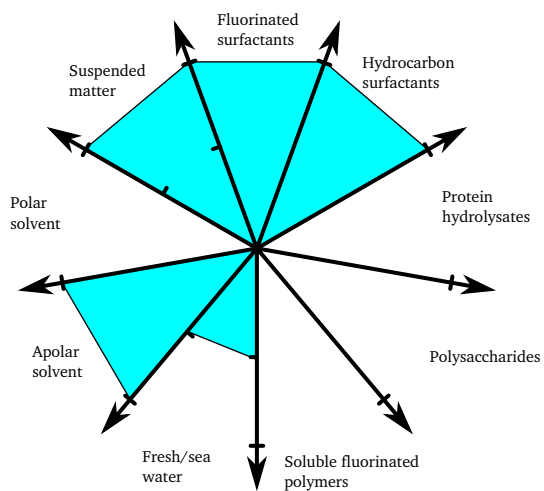 Fluorinated
surfactants
Hydrocarbon
surfactants
Suspended
matter
Protein
hydrolysates
Polar
solvent
Apolar
solvent
Polysaccharides
Fresh/sea
water
Soluble fluorinated
polymers